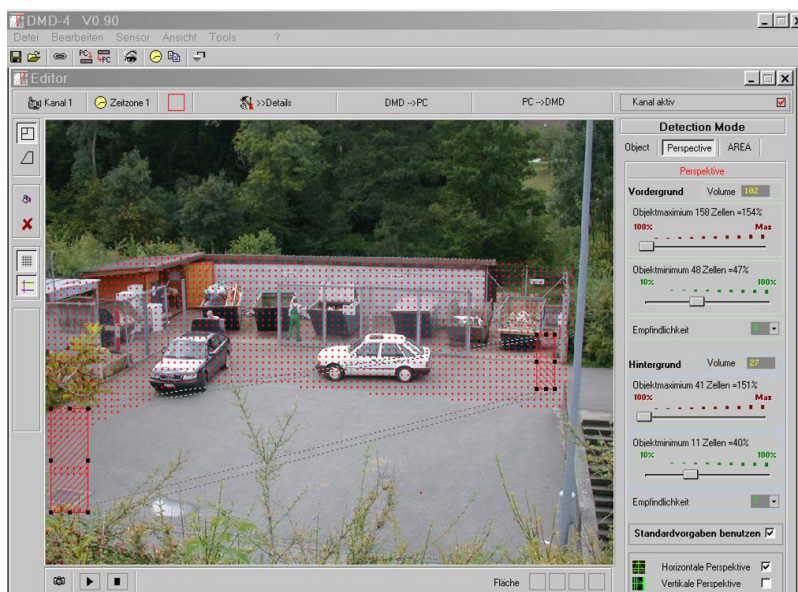 DMD-4 V0.90
Datei Bearbeiten Sensor Ansicht Tools ?
PC
PC
Editor
Kanal 1 Zeitzone 1 >>Details DMD -->PC PC -->DMD Kanal aktiv
Detection Mode
Object Perspective AREA
Perspektive
Vordergrund Volume 102
Objektmaximium 158 Zellen =154%
100% Max
Objektminimum 48 Zellen =47%
10% 100%
Empfindlichkeit
Hintergrund Volume 27
Objektmaximium 41 Zellen =151%
100% Max
Objektminimum 11 Zellen =40%
10% 100%
Empfindlichkeit
Standardvorgaben benutzen
Horizontale Perspektive
Vertikale Perspektive
Fläche